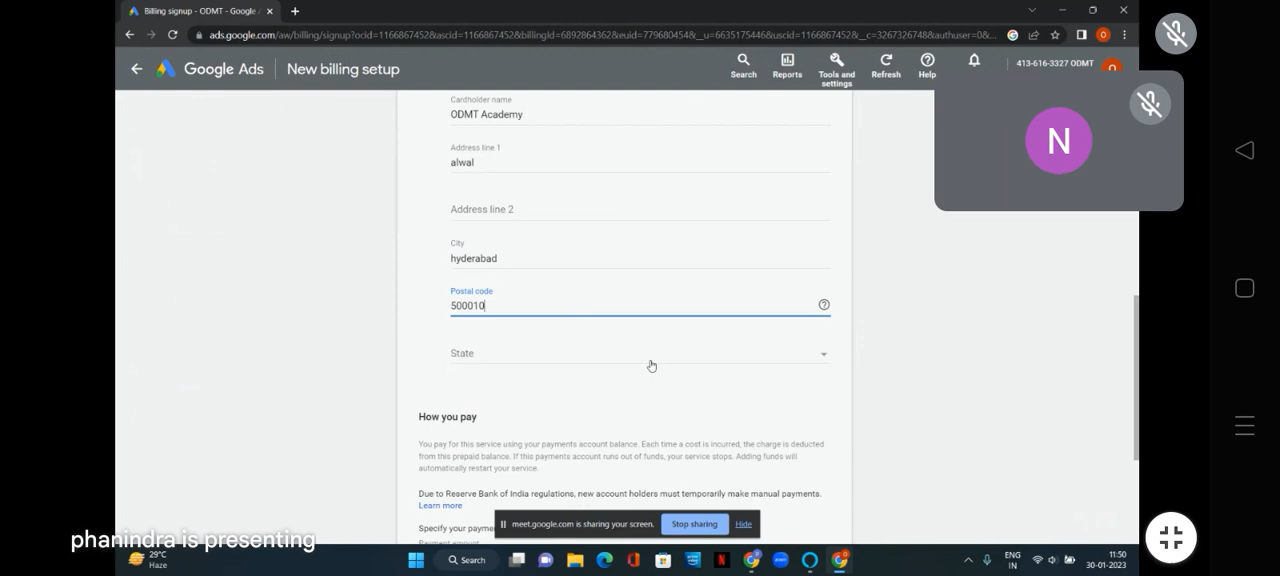 Billing signup - ODMT - Google A
ads.google.com/aw/billing/signup?ocid=1166867452&ascid=1166867452&billingId=6892864362&euid=779680454&__u=6635175446&uscid=1166867452&__c=3267326748&authuser=0&...
Google Ads
New billing setup
Search
Reports
Tools and settings
Refresh
Help
413-616-3327 ODMT
O
N
Cardholder name
ODMT Academy
Address line 1
alwal
Address line 2
City
hyderabad
Postal code
500010
State
How you pay
You pay for this service using your payments account balance. Each time a cost is incurred, the charge is deducted
from this prepaid balance. If this payments account runs out of funds, your service stops. Adding funds will
automatically restart your service.
Due to Reserve Bank of India regulations, new account holders must temporarily make manual payments.
Learn more
Specify your payme
meet.google.com is sharing your screen.
Stop sharing
Hide
phanindra is presenting
29°C
Haze
Search
ENG
IN
11:50
30-01-2023